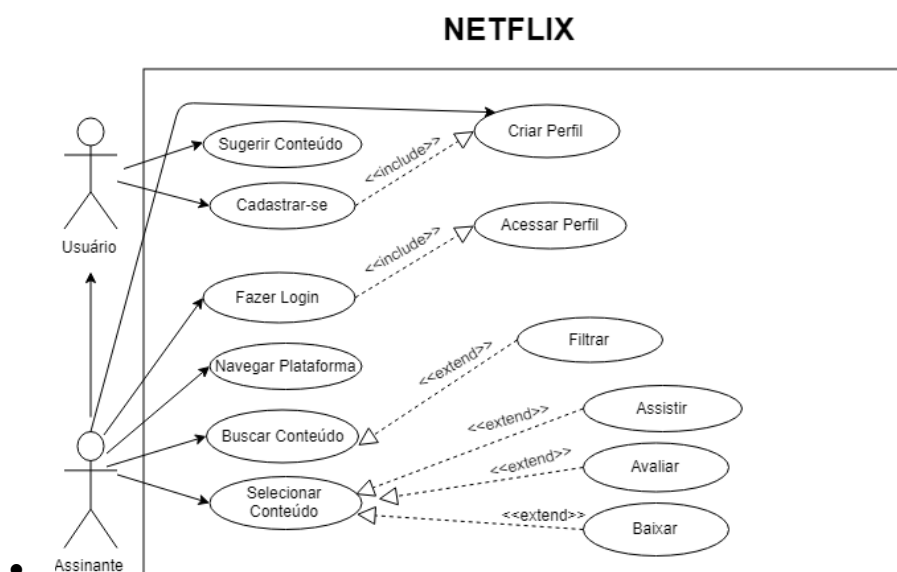 NETFLIX
Criar Perfil
Sugerir Conteúdo
<<include>>
Cadastrar-se
Usuário
Acessar Perfil
<<include>>
Fazer Login
Filtrar
<<extend>>
Navegar Plataforma
Assistir
<<extend>>
Buscar Conteúdo
Avaliar
<<extend>>
Selecionar
Conteúdo
<<extend>>
Baixar
Assinante